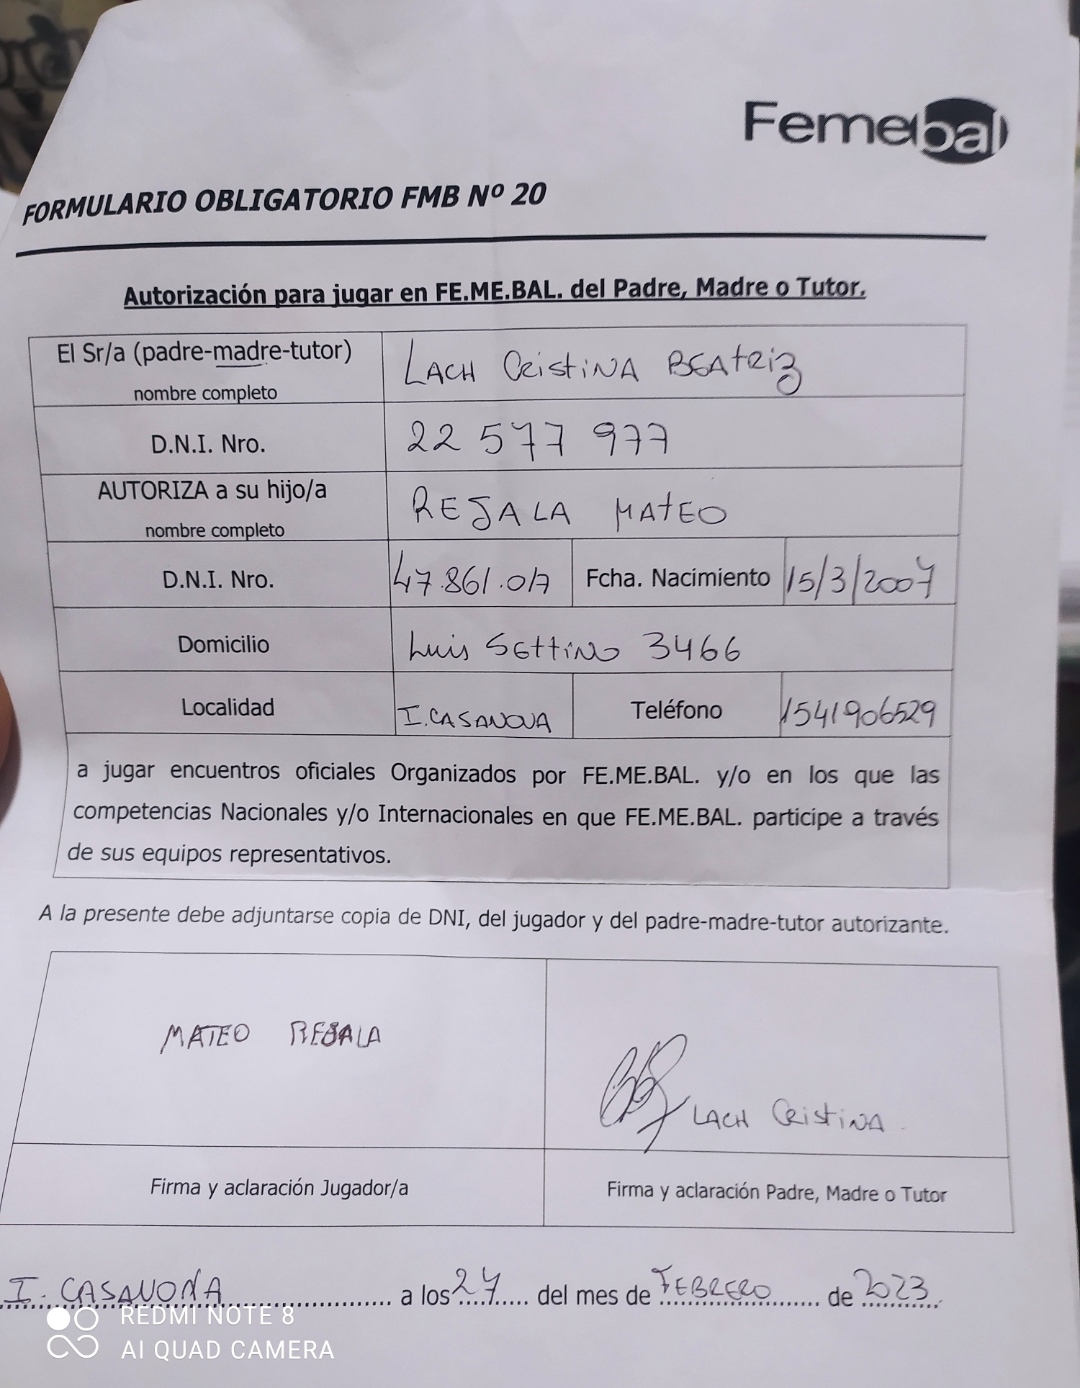 Femebal
FORMULARIO OBLIGATORIO FMB Nº 20
Autorización para jugar en FE.ME.BAL. del Padre, Madre o Tutor.
El Sr/a (padre-madre-tutor) LACH CRistiNA BEAtRiz
nombre completo
D.N.I. Nro. 22 577 977
AUTORIZA a su hijo/a REJALA MAtEO
nombre completo
D.N.I. Nro. 47.861.017 Fcha. Nacimiento 15/3/2007
Domicilio Luis SEttiNo 3466
Localidad I.CASANOVA Teléfono 1541906529
a jugar encuentros oficiales Organizados por FE.ME.BAL. y/o en los que las
competencias Nacionales y/o Internacionales en que FE.ME.BAL. participe a través
de sus equipos representativos.
A la presente debe adjuntarse copia de DNI, del jugador y del padre-madre-tutor autorizante.
MATEO REJALA
LACH CRistiNA
Firma y aclaración Jugador/a Firma y aclaración Padre, Madre o Tutor
I. CASANOVA a los 27 del mes de FEBRERO de 2023
REDMI NOTE 8
AI QUAD CAMERA